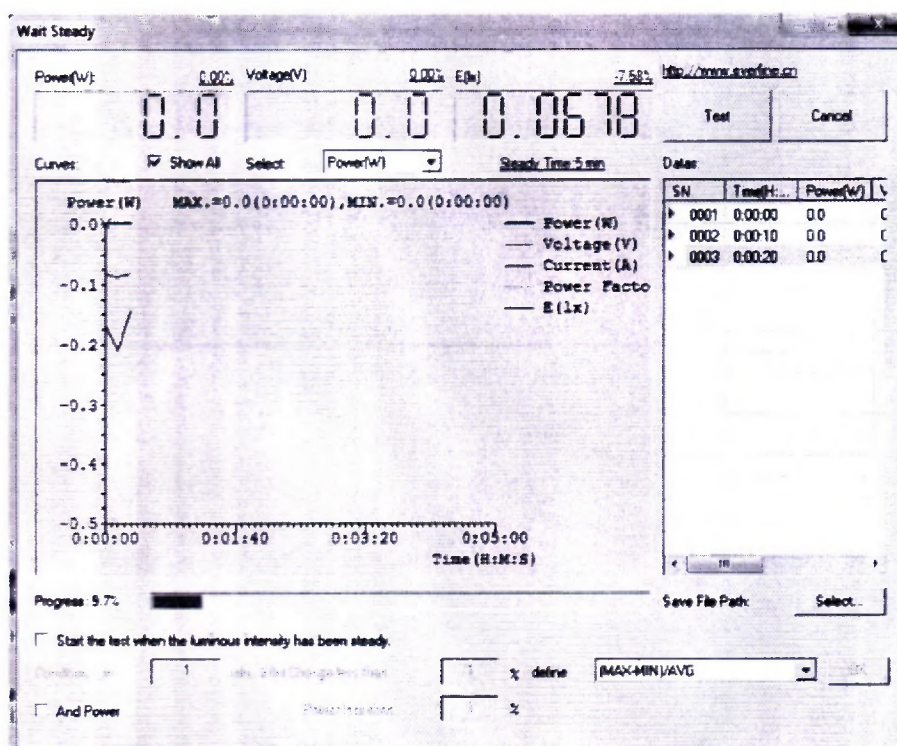 Wait Steady
Power(W): 0.00% Voltage(V) 0.00% E(lx) -7.58% http://www.everfine.cn
0.0 0.0 0.0678 Test Cancel
Curves: Show All Select: Power(W) Steady Time: 5 min Datas:
Power(W) MAX.=0.0(0:00:00),MIN.=0.0(0:00:00)
SN Time(H:... Power(W) V
0001 0:00:00 0.0
0002 0:00:10 0.0
0003 0:00:20 0.0
Power(W)
Voltage(V)
Current(A)
Power Facto
E(lx)
0.0
-0.1
-0.2
-0.3
-0.4
-0.5
0:00:00 0:01:40 0:03:20 0:05:00
Time(H:M:S)
Progress: 9.7% Save File Path: Select...
Start the test when the luminous intensity has been steady.
1 % define (MAX-MIN)/AVG
And Power %